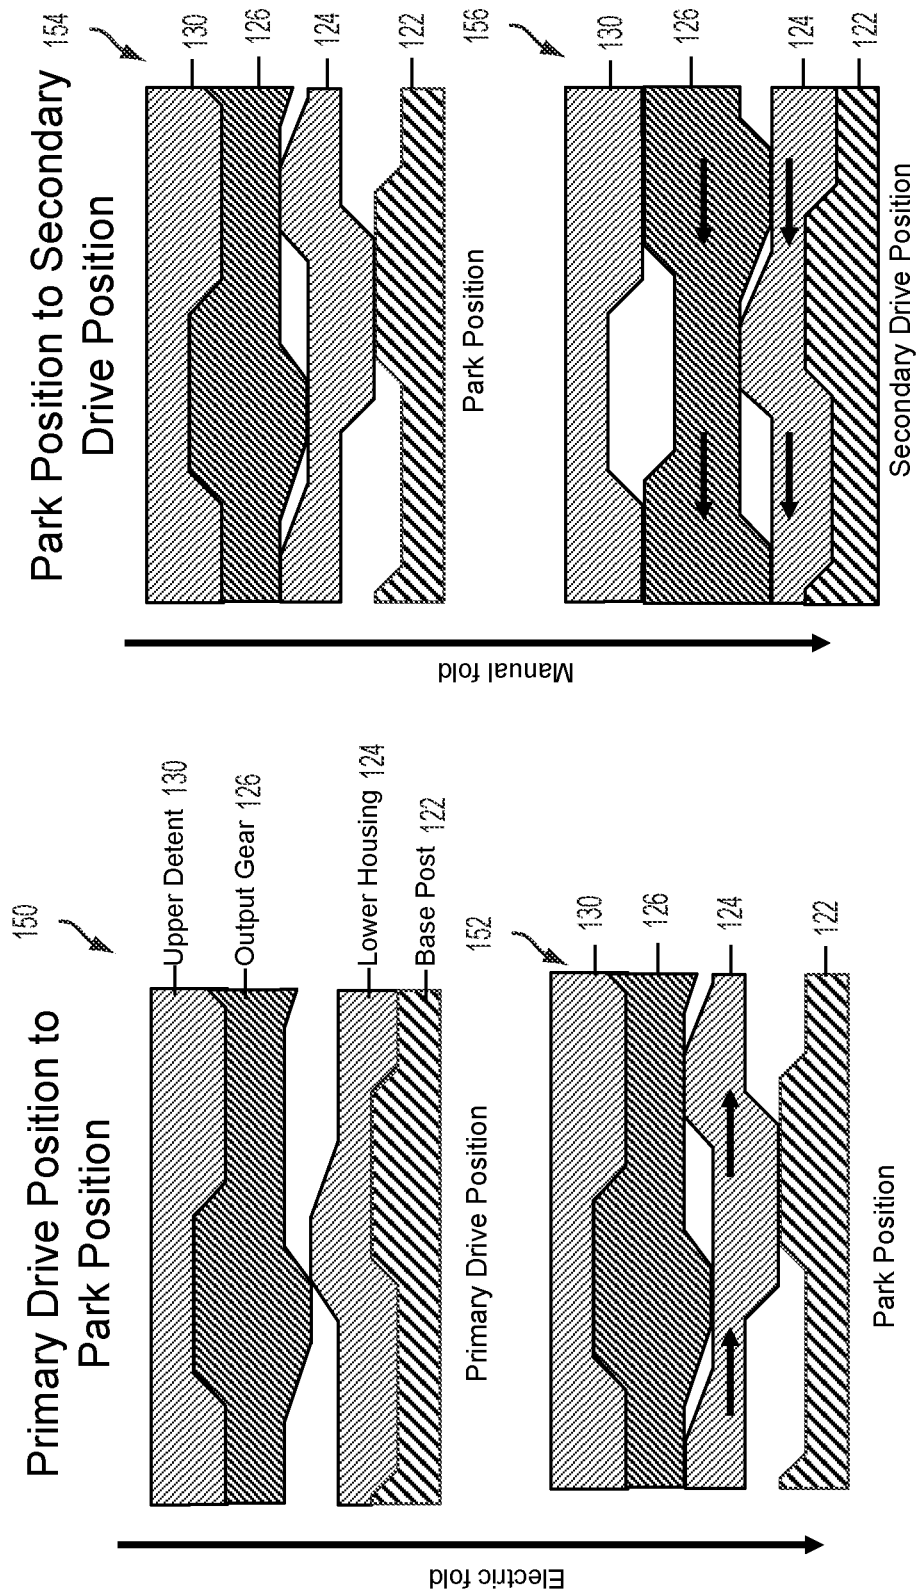 Primary Drive Position to
Park Position
150
Upper Detent 130
Output Gear 126
Lower Housing 124
Base Post 122
Primary Drive Position
152
130
126
124
122
Park Position
Electric fold
Park Position to Secondary
Drive Position
154
130
126
124
122
Park Position
156
130
126
124
122
Secondary Drive Position
Manual fold